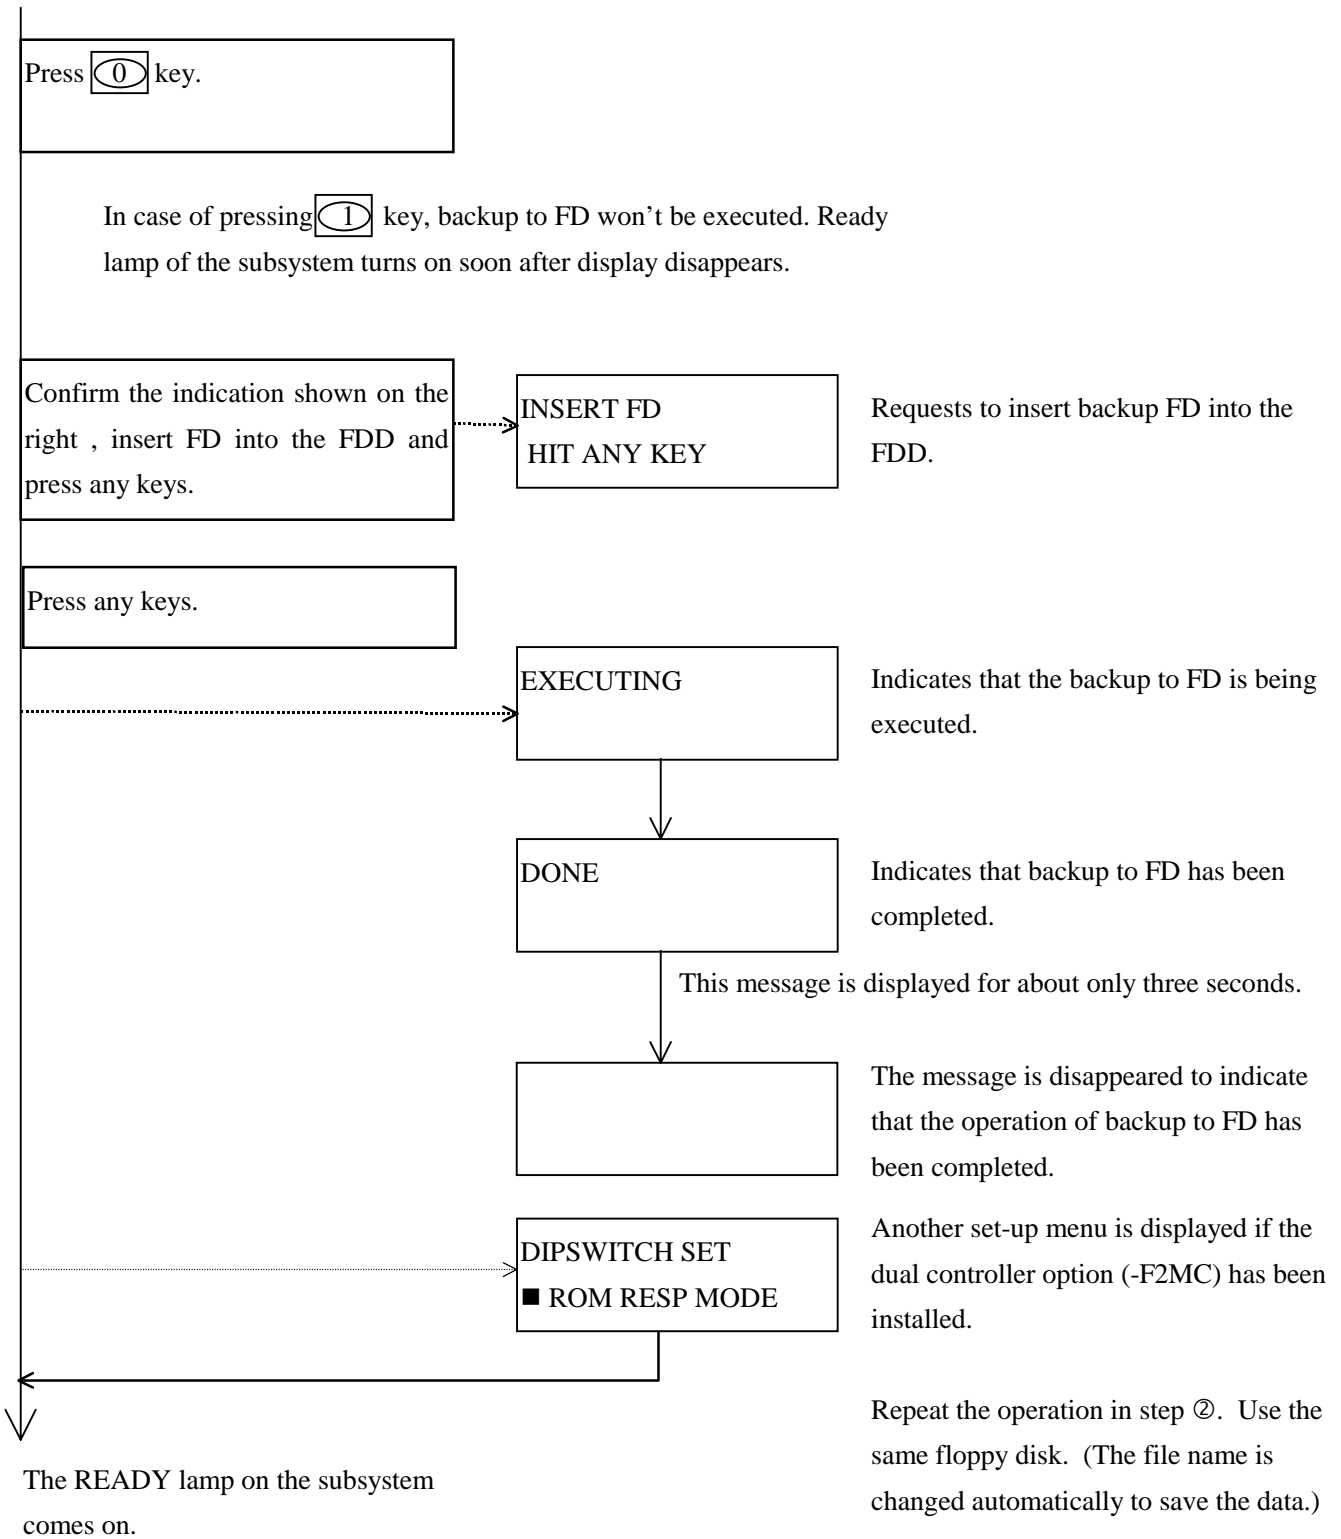 Press 0 key.
In case of pressing 1 key, backup to FD won't be executed. Ready
lamp of the subsystem turns on soon after display disappears.
Confirm the indication shown on the
right , insert FD into the FDD and
press any keys.
INSERT FD
HIT ANY KEY
Requests to insert backup FD into the
FDD.
Press any keys.
EXECUTING
Indicates that the backup to FD is being
executed.
DONE
Indicates that backup to FD has been
completed.
This message is displayed for about only three seconds.
The message is disappeared to indicate
that the operation of backup to FD has
been completed.
DIPSWITCH SET
■ ROM RESP MODE
Another set-up menu is displayed if the
dual controller option (-F2MC) has been
installed.
Repeat the operation in step ②. Use the
same floppy disk. (The file name is
changed automatically to save the data.)
The READY lamp on the subsystem
comes on.